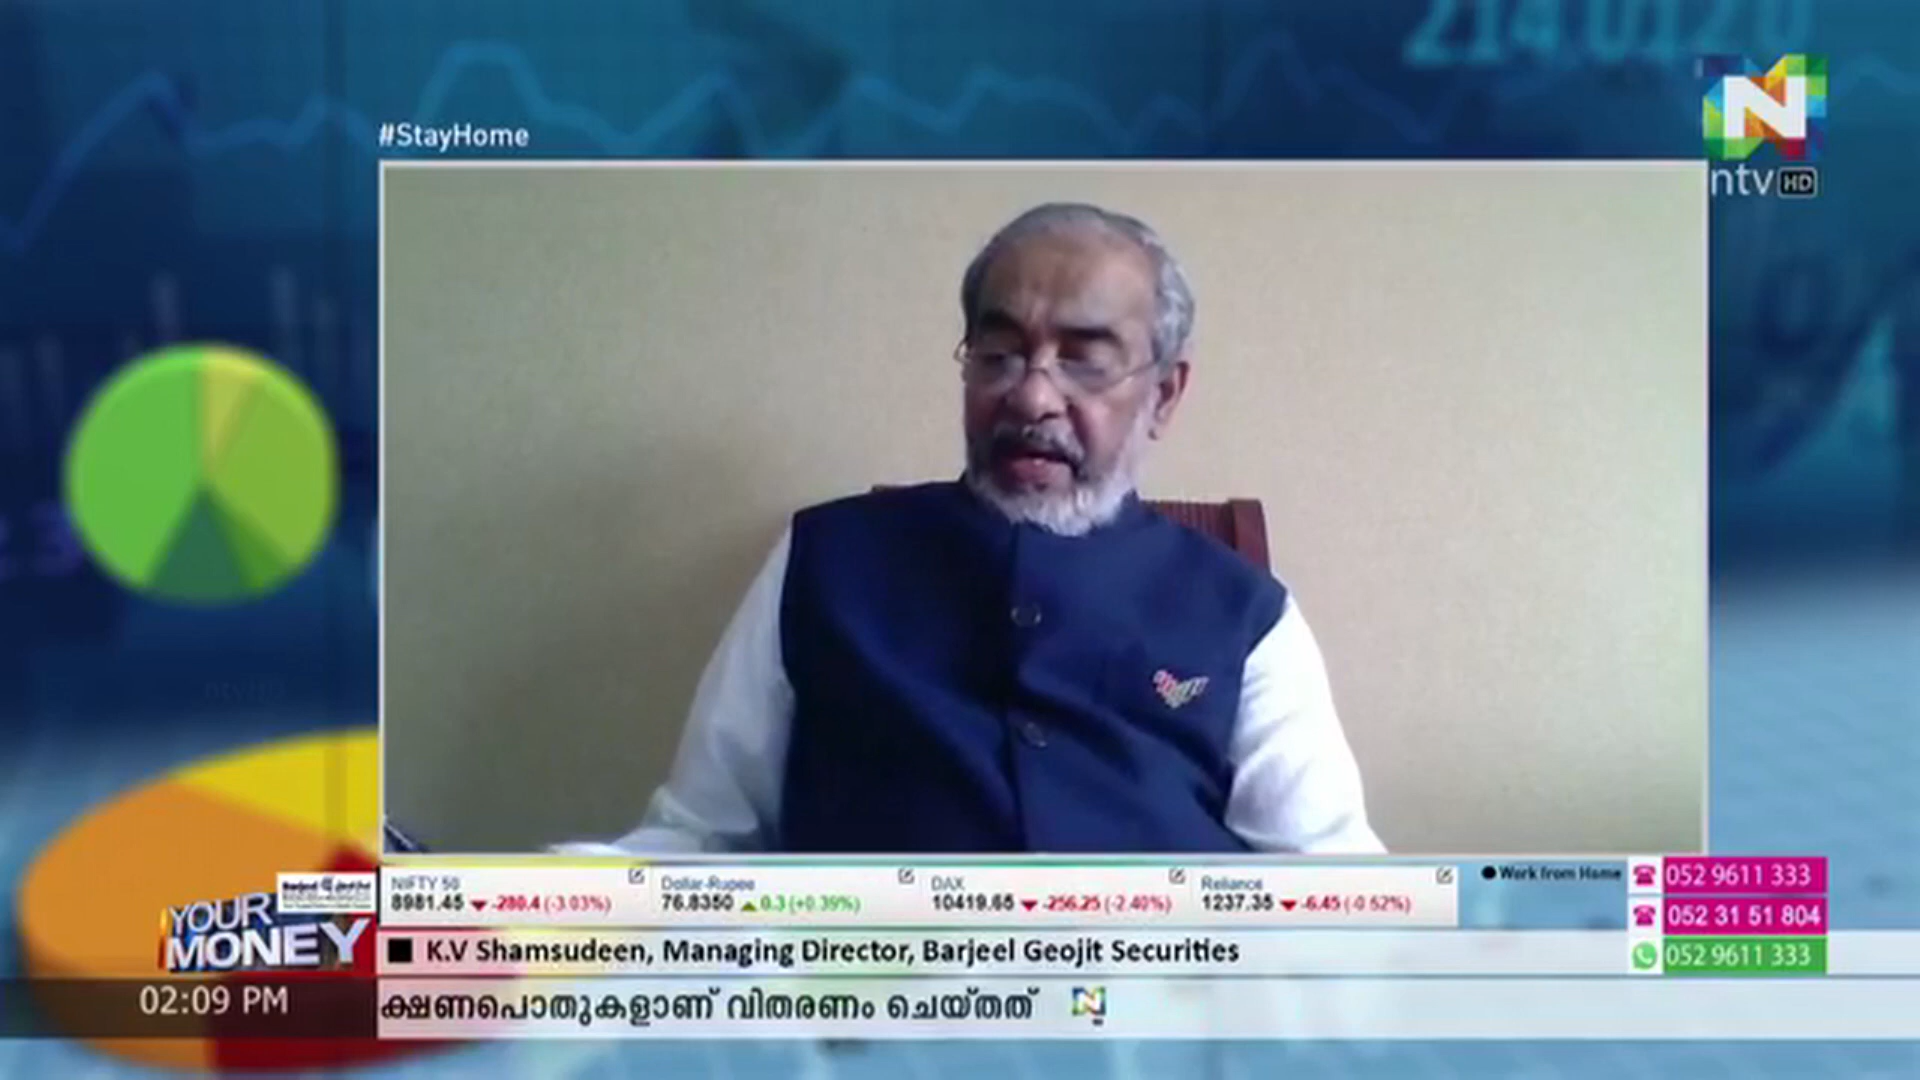 214.0120
N
ntv HD
#StayHome
NIFTY 50
8981.45 ▼ -280.4 (-3.03%)
Dollar-Rupee
76.8350 ▲ 0.3 (+0.39%)
DAX
10419.65 ▼ -256.25 (-2.40%)
Reliance
1237.35 ▼ -6.45 (-0.52%)
Work from Home
052 9611 333
052 31 51 804
052 9611 333
YOUR
MONEY
■ K.V Shamsudeen, Managing Director, Barjeel Geojit Securities
02:09 PM
ക്ഷണപൊതുകളാണ് വിതരണം ചെയ്തത്